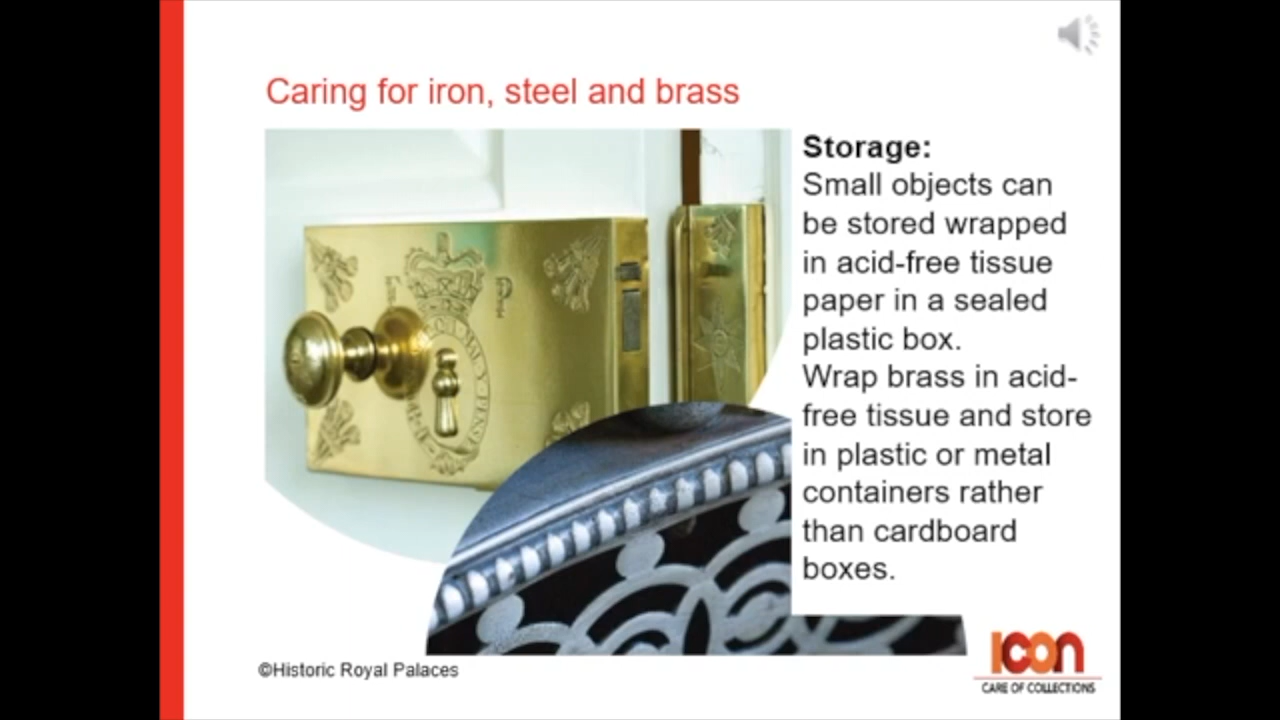 Caring for iron, steel and brass
Storage:
Small objects can
be stored wrapped
in acid-free tissue
paper in a sealed
plastic box.
Wrap brass in acid-
free tissue and store
in plastic or metal
containers rather
than cardboard
boxes.
©Historic Royal Palaces
icon
CARE OF COLLECTIONS